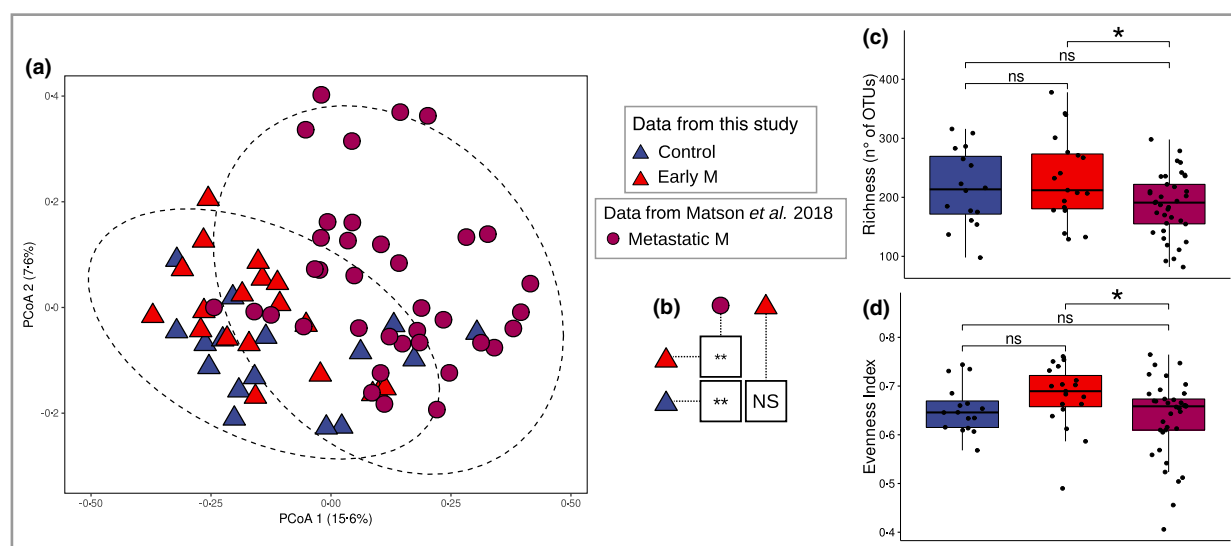 (a)
0·4
0·2
0·0
-0·2
PCoA 2 (7·6%)
-0·50
-0·25
0·00
0·25
0·50
PCoA 1 (15·6%)
Data from this study
Control
Early M
Data from Matson et al. 2018
Metastatic M
(b)
**
**
NS
(c)
*
ns
ns
400
300
200
100
Richness (n° of OTUs)
(d)
*
ns
ns
0·8
0·7
0·6
0·5
0·4
Evenness Index